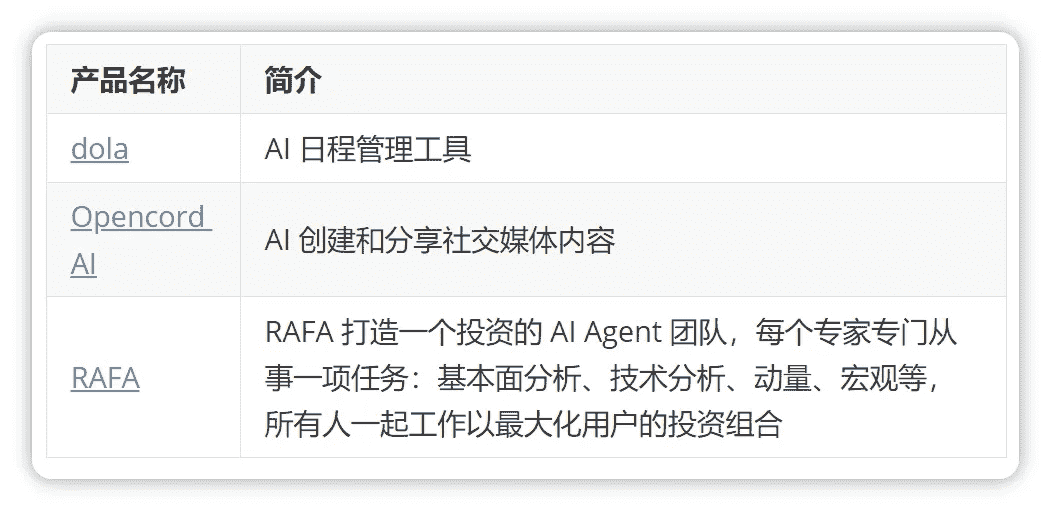 产品名称
简介
dola
AI 日程管理工具
Opencord
AI
AI 创建和分享社交媒体内容
RAFA
RAFA 打造一个投资的 AI Agent 团队，每个专家专门从
事一项任务：基本面分析、技术分析、动量、宏观等，
所有人一起工作以最大化用户的投资组合